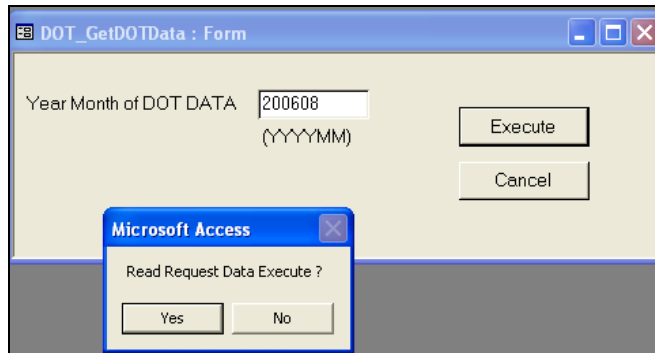 DOT_GetDOTData : Form
Year Month of DOT DATA 200608
(YYYYMM)
Execute
Cancel
Microsoft Access
Read Request Data Execute ?
Yes No